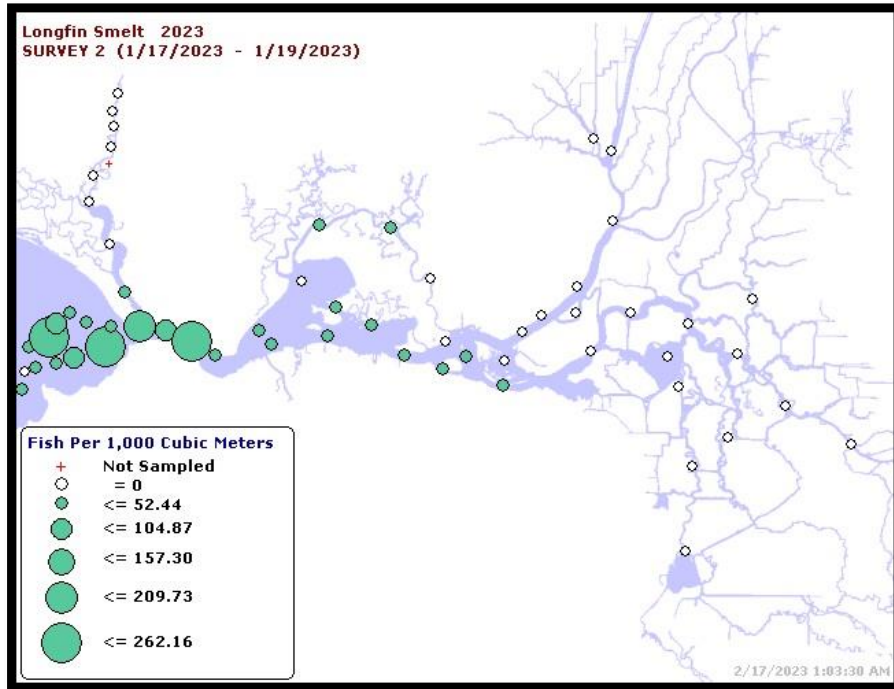 Longfin Smelt 2023
SURVEY 2 (1/17/2023 - 1/19/2023)
Fish Per 1,000 Cubic Meters
Not Sampled
= 0
<= 52.44
<= 104.87
<= 157.30
<= 209.73
<= 262.16
2/17/2023 1:03:30 AM